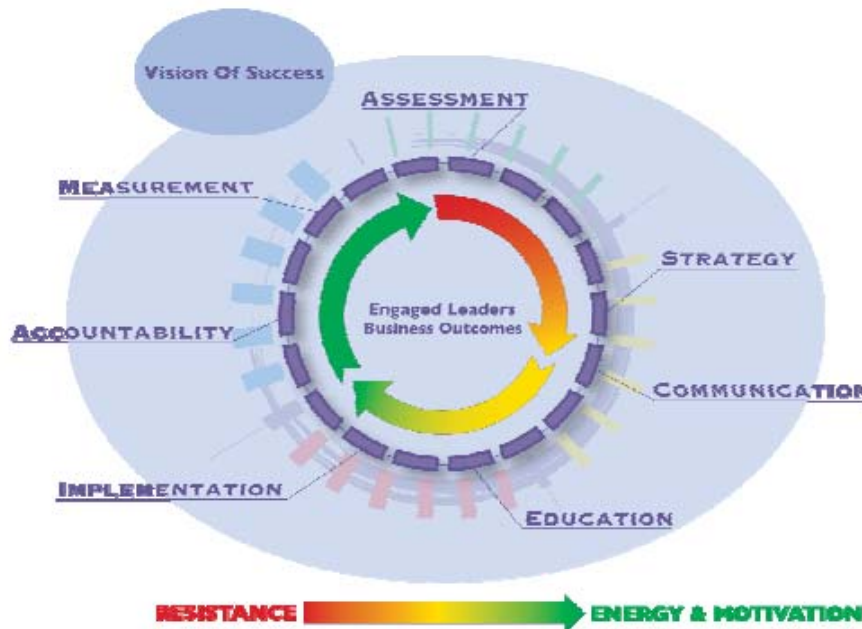 Vision Of Success
ASSESSMENT
MEASUREMENT
STRATEGY
Engaged Leaders
Business Outcomes
ACCOUNTABILITY
COMMUNICATION
IMPLEMENTATION
EDUCATION
RESISTANCE
ENERGY & MOTIVATION